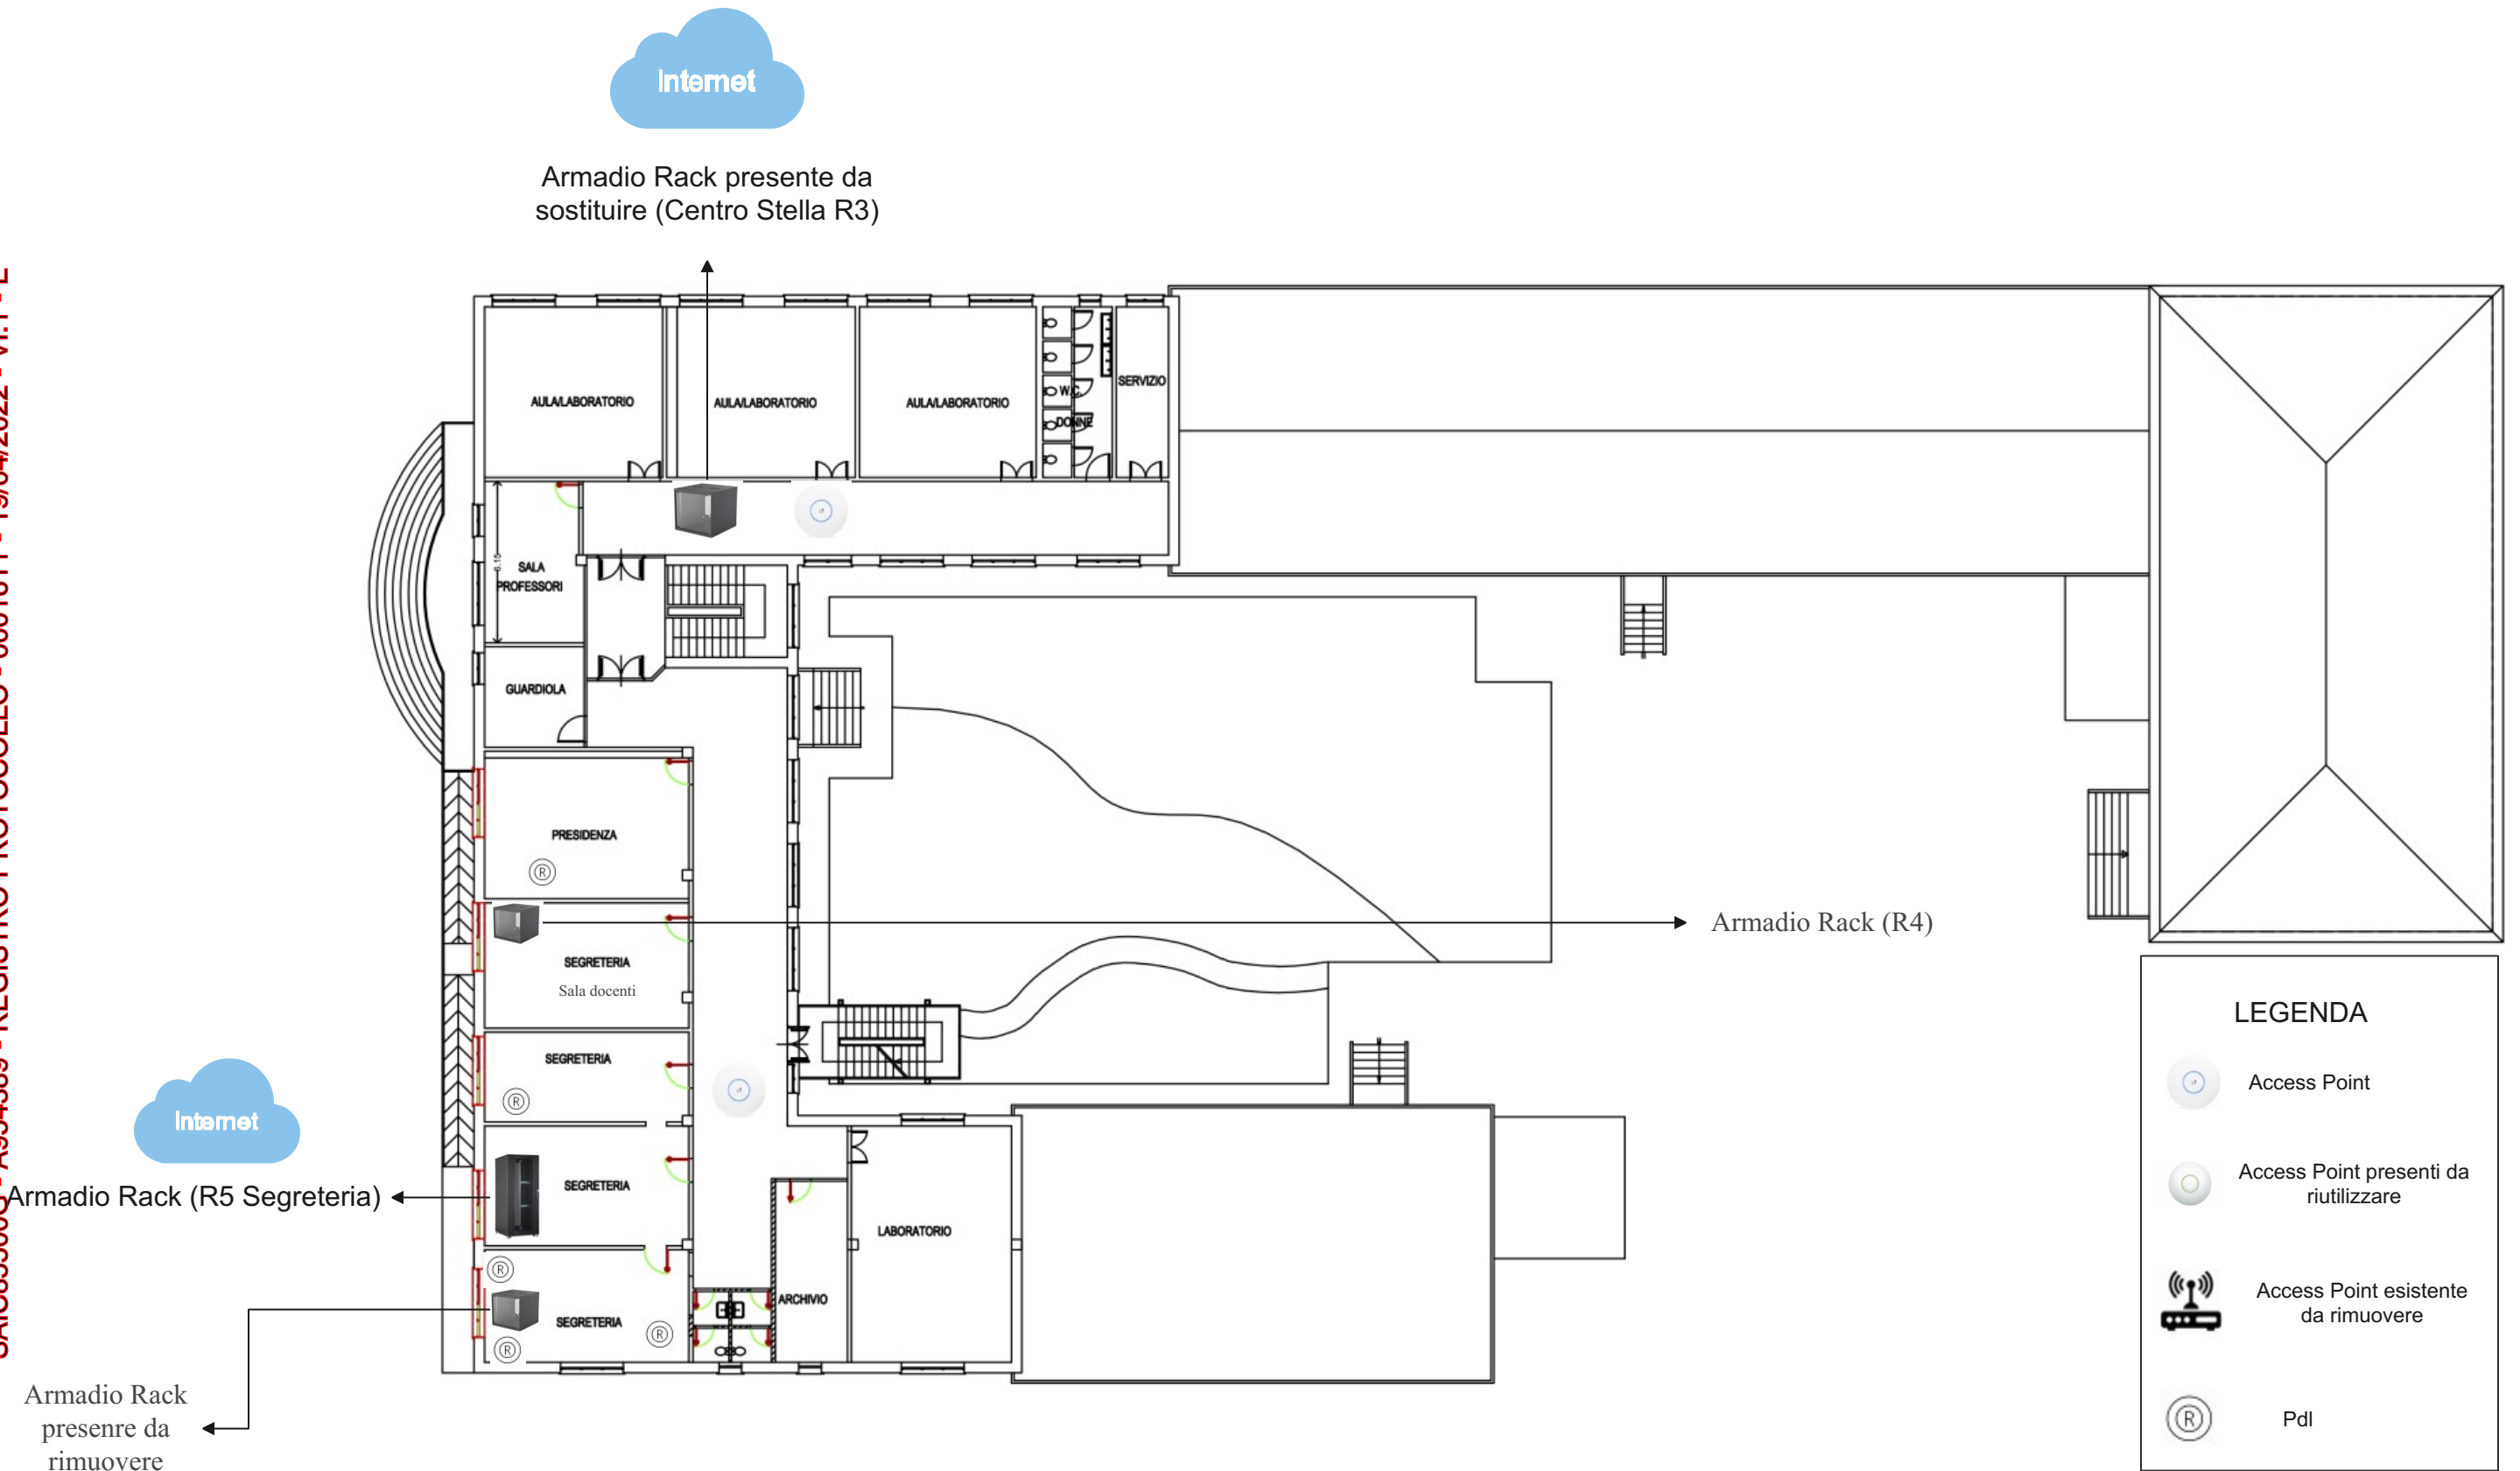 Internet
Armadio Rack presente da
sostituire (Centro Stella R3)
AULA/LABORATORIO
AULA/LABORATORIO
AULA/LABORATORIO
W.C.
DONNE
SERVIZIO
6.15
SALA
PROFESSORI
GUARDIOLA
PRESIDENZA
R
Armadio Rack (R4)
SEGRETERIA
Sala docenti
SEGRETERIA
R
Internet
Armadio Rack (R5 Segreteria)
SEGRETERIA
LABORATORIO
R
ARCHIVIO
SEGRETERIA
R
R
Armadio Rack
presenre da
rimuovere
LEGENDA
Access Point
Access Point presenti da
riutilizzare
Access Point esistente
da rimuovere
R
PdI